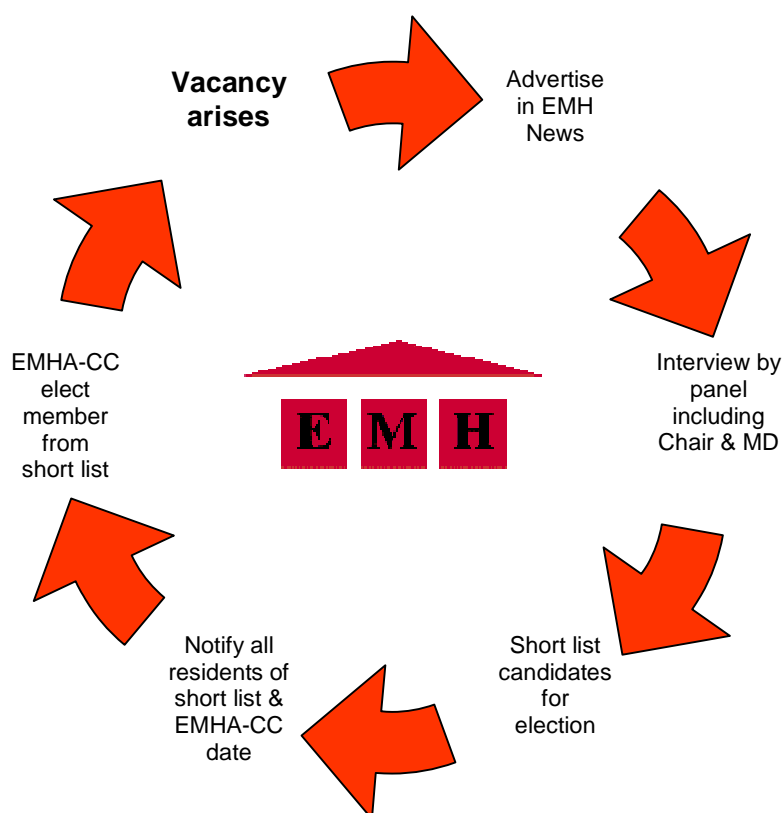 Vacancy
arises
Advertise
in EMH
News
Interview by
panel
including
Chair & MD
Short list
candidates
for
election
Notify all
residents of
short list &
EMHA-CC
date
EMHA-CC
elect
member
from
short list
E M H